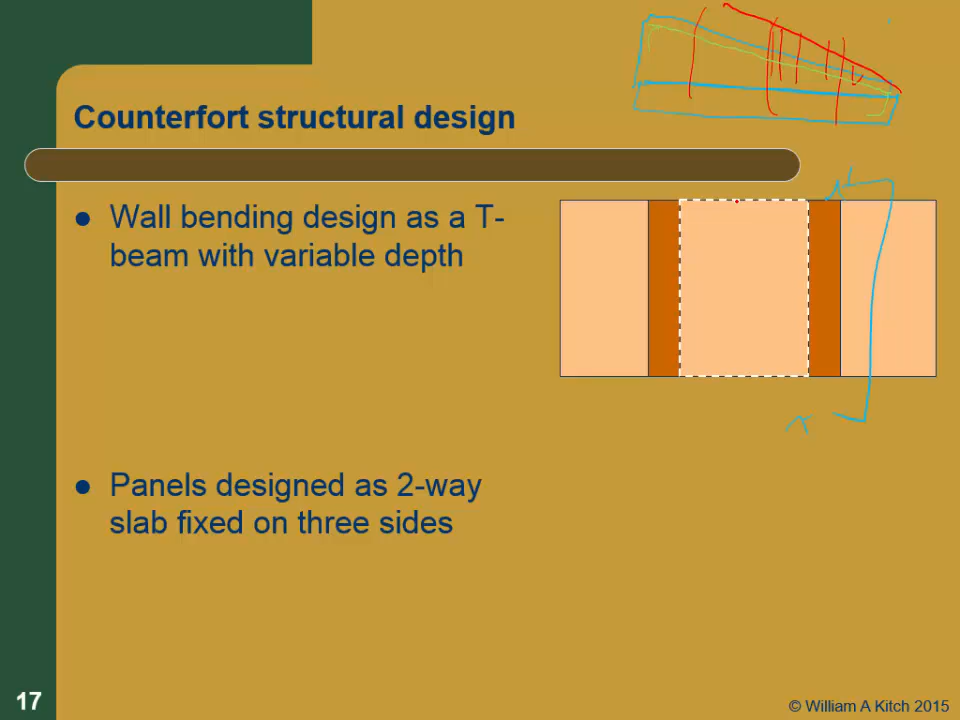 Counterfort structural design
● Wall bending design as a T-
beam with variable depth
● Panels designed as 2-way
slab fixed on three sides
17
© William A Kitch 2015